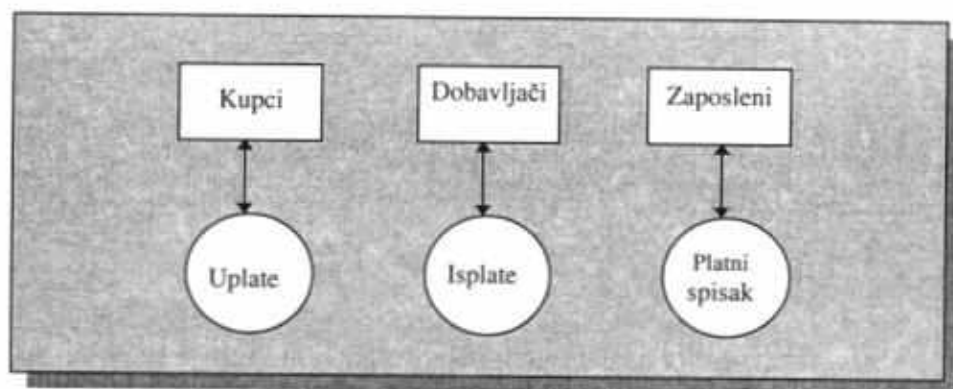 Kupci
Dobavljači
Zaposleni
Uplate
Isplate
Platni
spisak